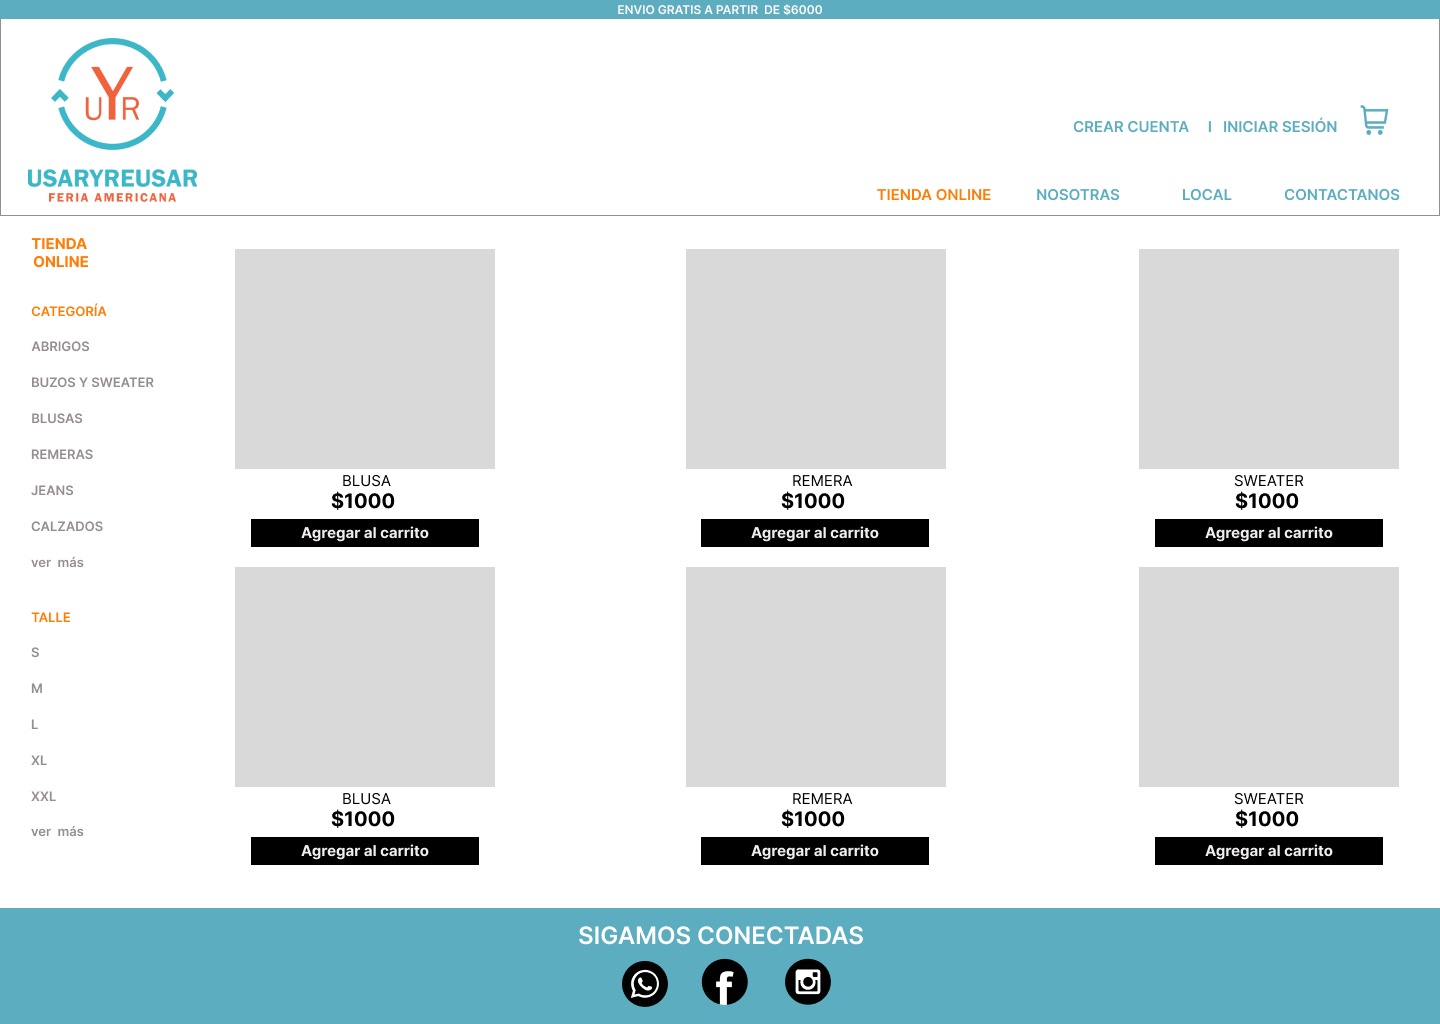 ENVIO GRATIS A PARTIR  DE $6000
UYR
USARYREUSAR
FERIA AMERICANA
CREAR CUENTA I INICIAR SESIÓN
TIENDA ONLINE NOSOTRAS LOCAL CONTACTANOS
TIENDA
ONLINE
CATEGORÍA
ABRIGOS
BUZOS Y SWEATER
BLUSAS
REMERAS
JEANS
CALZADOS
ver  más
TALLE
S
M
L
XL
XXL
ver  más
BLUSA
$1000
Agregar al carrito
REMERA
$1000
Agregar al carrito
SWEATER
$1000
Agregar al carrito
BLUSA
$1000
Agregar al carrito
REMERA
$1000
Agregar al carrito
SWEATER
$1000
Agregar al carrito
SIGAMOS CONECTADAS